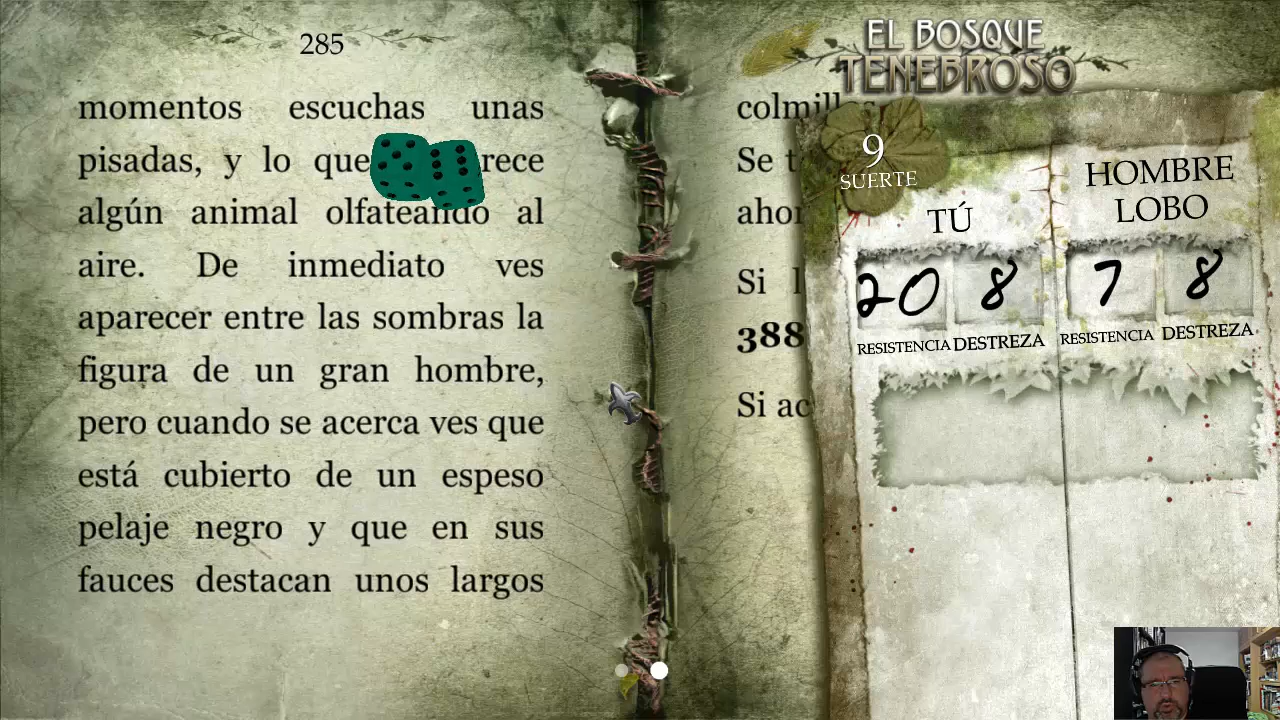 285
momentos escuchas unas
pisadas, y lo que rece
algún animal olfateando al
aire. De inmediato ves
aparecer entre las sombras la
figura de un gran hombre,
pero cuando se acerca ves que
está cubierto de un espeso
pelaje negro y que en sus
fauces destacan unos largos
EL BOSQUE
TENEBROSO
colmillos
Se
ahor
Si
388
Si ac
9
SUERTE
TÚ
HOMBRE
LOBO
20 8 7 8
RESISTENCIA DESTREZA RESISTENCIA DESTREZA